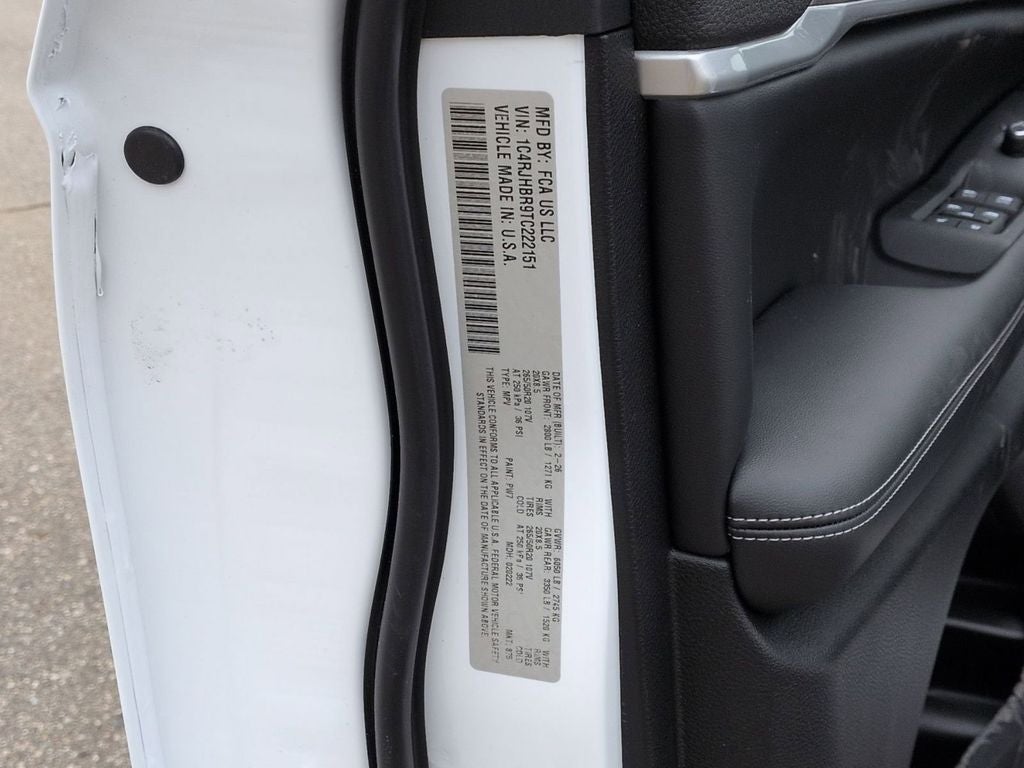 MFD BY: FCA US LLC
VIN: 1C4RJHBR9TC222151
VEHICLE MADE IN: U.S.A.
DATE OF MFR (BUILT): 2-26 GVWR: 6050 LB / 2745 KG
GAWR FRONT: 2800 LB / 1271 KG WITH GAWR REAR: 3350 LB / 1520 KG WITH
20X8.5 RIMS 20X8.5 RIMS
265/50R20 107V TIRES 265/50R20 107V TIRES
AT 250 kPa / 36 PSI COLD AT 250 kPa / 36 PSI COLD
TYPE: MPV PAINT: PW7 MDH: 020222 MKT:
THIS VEHICLE CONFORMS TO ALL APPLICABLE U.S.A. FEDERAL MOTOR VEHICLE SAFETY
STANDARDS IN EFFECT ON THE DATE OF MANUFACTURE SHOWN ABOVE.